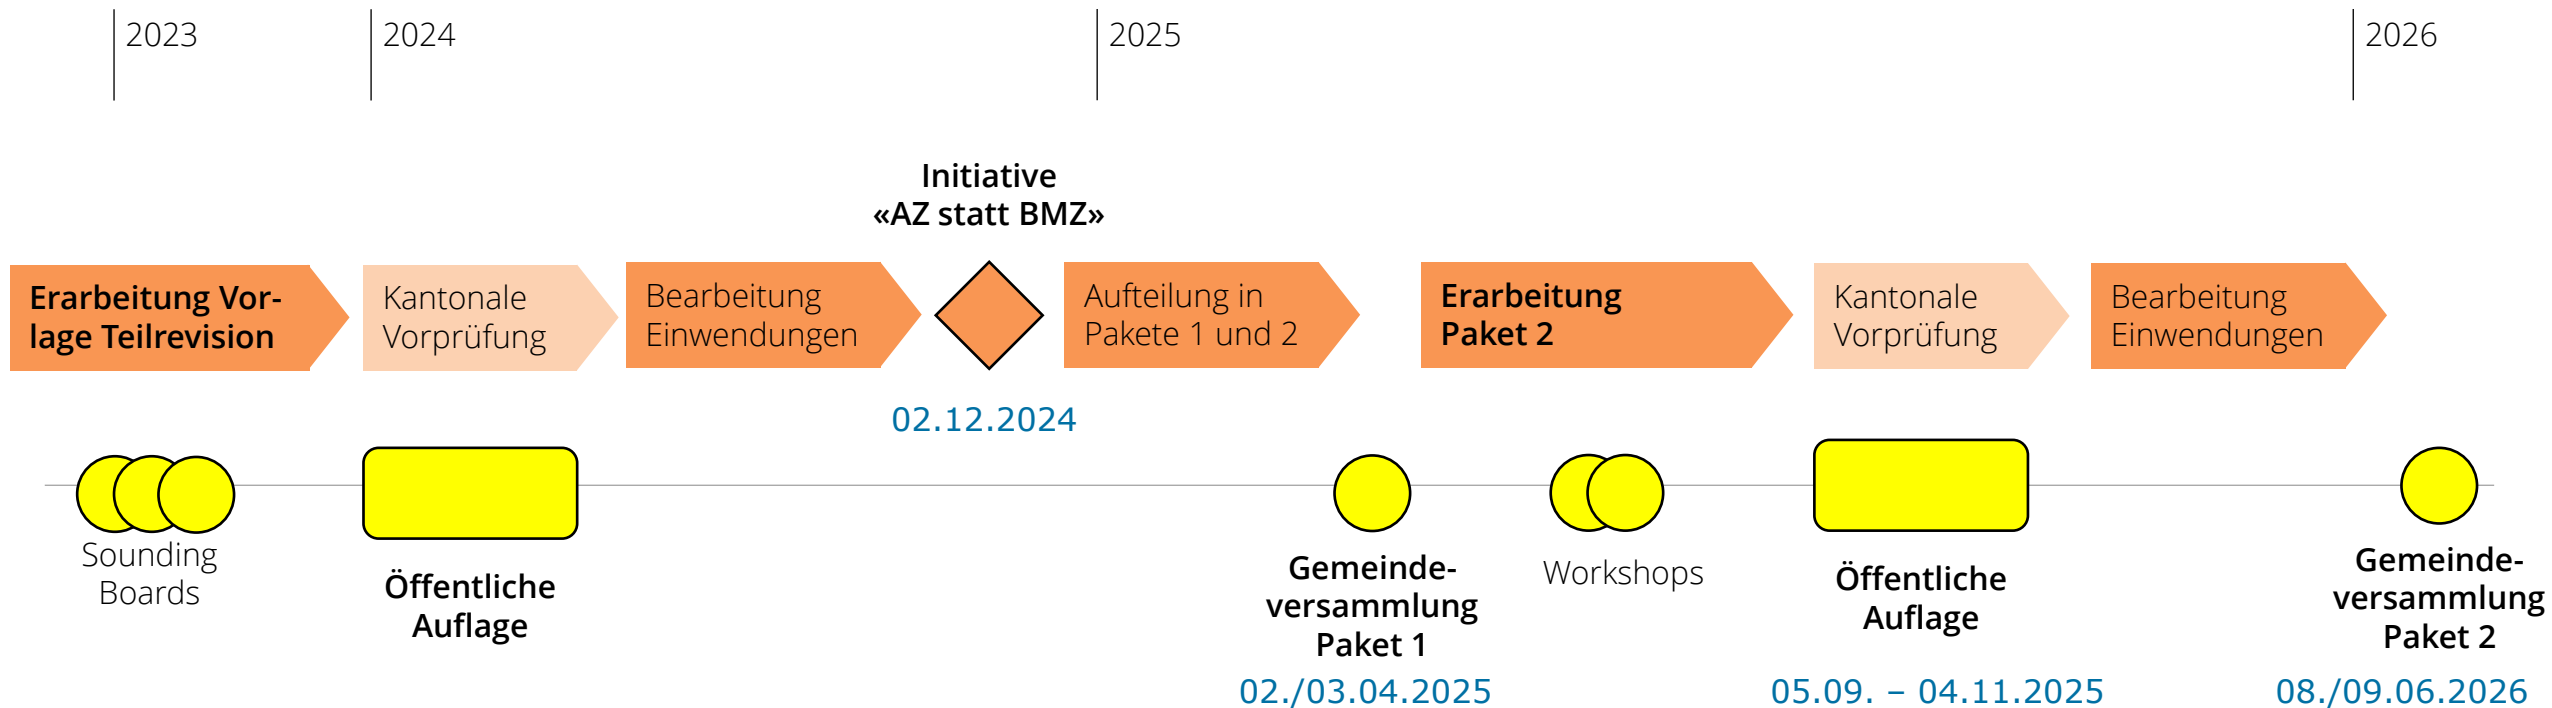 2023
2024
2025
2026
Initiative
«AZ statt BMZ»
Erarbeitung Vor-
lage Teilrevision
Kantonale
Vorprüfung
Bearbeitung
Einwendungen
Aufteilung in
Pakete 1 und 2
Erarbeitung
Paket 2
Kantonale
Vorprüfung
Bearbeitung
Einwendungen
02.12.2024
Sounding
Boards
Öffentliche
Auflage
Gemeinde-
versammlung
Paket 1
02./03.04.2025
Workshops
Öffentliche
Auflage
05.09. – 04.11.2025
Gemeinde-
versammlung
Paket 2
08./09.06.2026